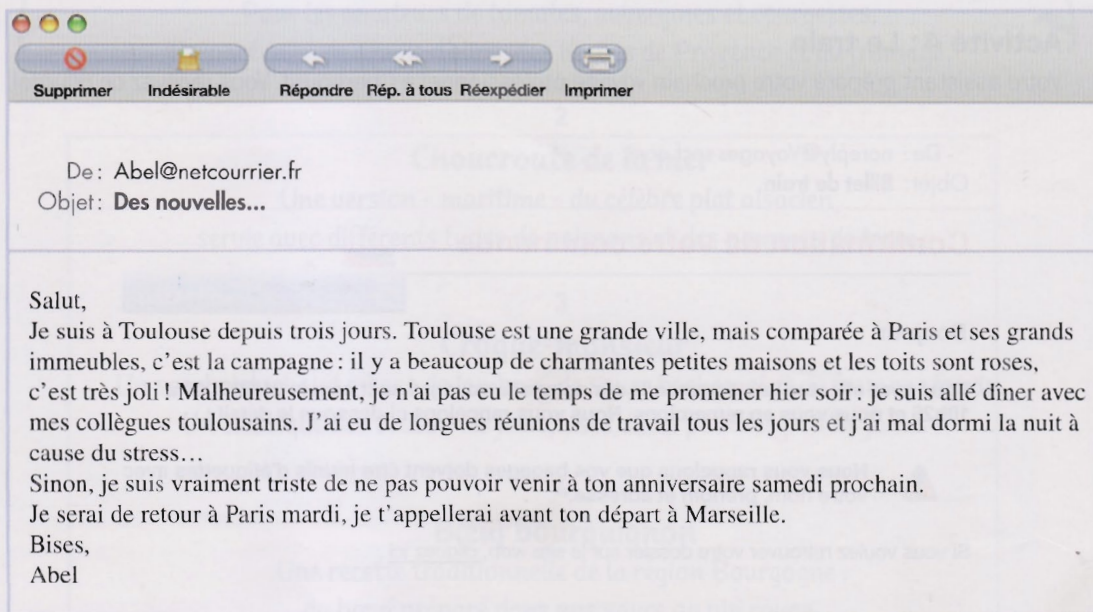 Supprimer Indésirable Répondre Rép. à tous Réexpédier Imprimer
De : Abel@netcourrier.fr
Objet : Des nouvelles...
Salut,
Je suis à Toulouse depuis trois jours. Toulouse est une grande ville, mais comparée à Paris et ses grands
immeubles, c’est la campagne : il y a beaucoup de charmantes petites maisons et les toits sont roses,
c’est très joli ! Malheureusement, je n’ai pas eu le temps de me promener hier soir : je suis allé dîner avec
mes collègues toulousains. J’ai eu de longues réunions de travail tous les jours et j’ai mal dormi la nuit à
cause du stress…
Sinon, je suis vraiment triste de ne pas pouvoir venir à ton anniversaire samedi prochain.
Je serai de retour à Paris mardi, je t’appellerai avant ton départ à Marseille.
Bises,
Abel